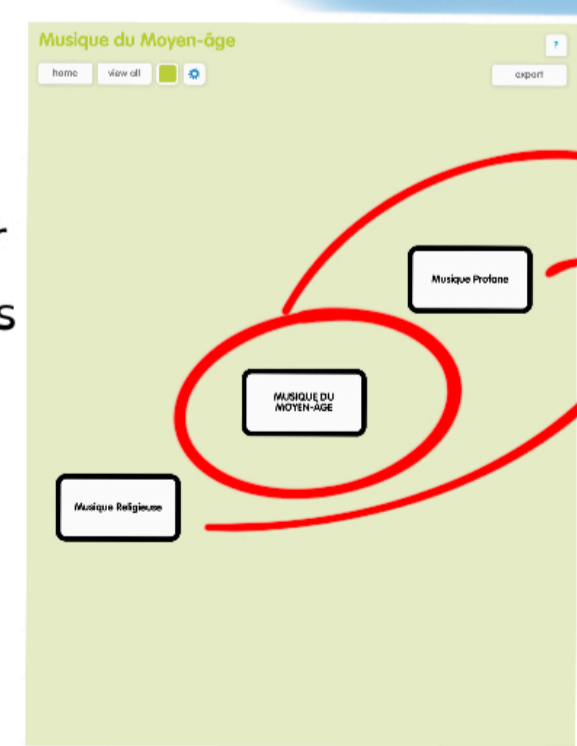 Musique du Moyen-âge
?
home view all
export
r
s
Musique Profane
MUSIQUE DU
MOYEN-ÂGE
Musique Religieuse